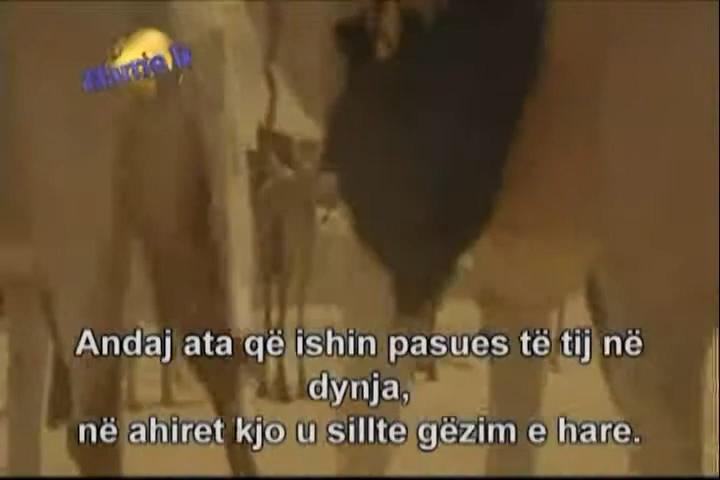 Andaj ata që ishin pasues të tij në
dynja,
në ahiret kjo u sillte gëzim e hare.